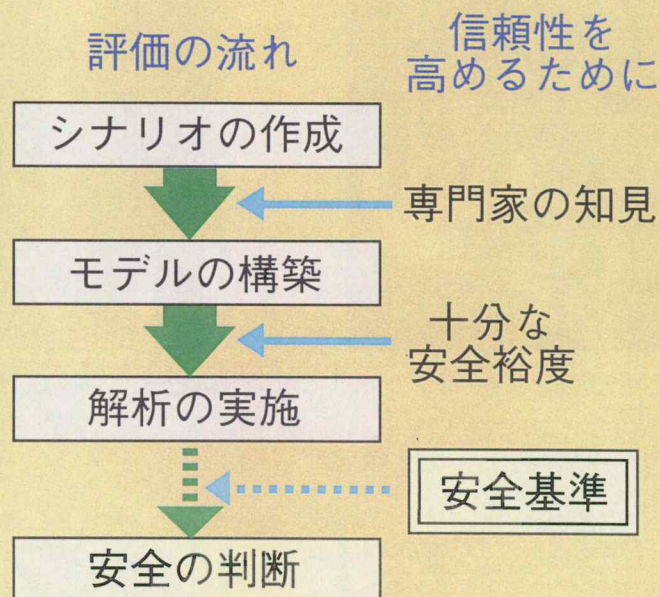 評価の流れ
信頼性を
高めるために
シナリオの作成
専門家の知見
モデルの構築
十分な
安全裕度
解析の実施
安全基準
安全の判断